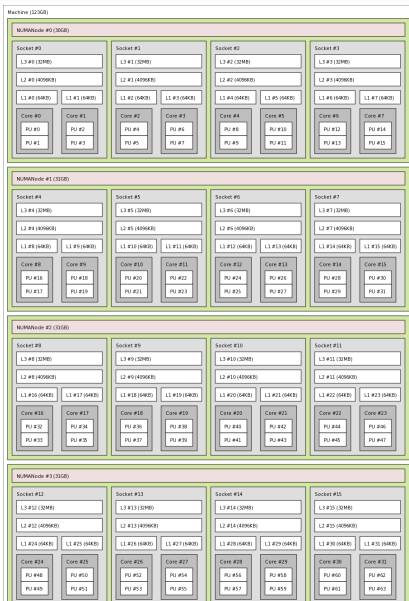 Machine (123GB)
NUMANode #0 (30GB)
Socket #0 Socket #1 Socket #2 Socket #3
L3 #0 (32MB) L3 #1 (32MB) L3 #2 (32MB) L3 #3 (32MB)
L2 #0 (4096KB) L2 #1 (4096KB) L2 #2 (4096KB) L2 #3 (4096KB)
L1 #0 (64KB) L1 #1 (64KB) L1 #2 (64KB) L1 #3 (64KB) L1 #4 (64KB) L1 #5 (64KB) L1 #6 (64KB) L1 #7 (64KB)
Core #0 Core #1 Core #2 Core #3 Core #4 Core #5 Core #6 Core #7
PU #0 PU #2 PU #4 PU #6 PU #8 PU #10 PU #12 PU #14
PU #1 PU #3 PU #5 PU #7 PU #9 PU #11 PU #13 PU #15
NUMANode #1 (31GB)
Socket #4 Socket #5 Socket #6 Socket #7
L3 #4 (32MB) L3 #5 (32MB) L3 #6 (32MB) L3 #7 (32MB)
L2 #4 (4096KB) L2 #5 (4096KB) L2 #6 (4096KB) L2 #7 (4096KB)
L1 #8 (64KB) L1 #9 (64KB) L1 #10 (64KB) L1 #11 (64KB) L1 #12 (64KB) L1 #13 (64KB) L1 #14 (64KB) L1 #15 (64KB)
Core #8 Core #9 Core #10 Core #11 Core #12 Core #13 Core #14 Core #15
PU #16 PU #18 PU #20 PU #22 PU #24 PU #26 PU #28 PU #30
PU #17 PU #19 PU #21 PU #23 PU #25 PU #27 PU #29 PU #31
NUMANode #2 (31GB)
Socket #8 Socket #9 Socket #10 Socket #11
L3 #8 (32MB) L3 #9 (32MB) L3 #10 (32MB) L3 #11 (32MB)
L2 #8 (4096KB) L2 #9 (4096KB) L2 #10 (4096KB) L2 #11 (4096KB)
L1 #16 (64KB) L1 #17 (64KB) L1 #18 (64KB) L1 #19 (64KB) L1 #20 (64KB) L1 #21 (64KB) L1 #22 (64KB) L1 #23 (64KB)
Core #16 Core #17 Core #18 Core #19 Core #20 Core #21 Core #22 Core #23
PU #32 PU #34 PU #36 PU #38 PU #40 PU #42 PU #44 PU #46
PU #33 PU #35 PU #37 PU #39 PU #41 PU #43 PU #45 PU #47
NUMANode #3 (31GB)
Socket #12 Socket #13 Socket #14 Socket #15
L3 #12 (32MB) L3 #13 (32MB) L3 #14 (32MB) L3 #15 (32MB)
L2 #12 (4096KB) L2 #13 (4096KB) L2 #14 (4096KB) L2 #15 (4096KB)
L1 #24 (64KB) L1 #25 (64KB) L1 #26 (64KB) L1 #27 (64KB) L1 #28 (64KB) L1 #29 (64KB) L1 #30 (64KB) L1 #31 (64KB)
Core #24 Core #25 Core #26 Core #27 Core #28 Core #29 Core #30 Core #31
PU #48 PU #50 PU #52 PU #54 PU #56 PU #58 PU #60 PU #62
PU #49 PU #51 PU #53 PU #55 PU #57 PU #59 PU #61 PU #63